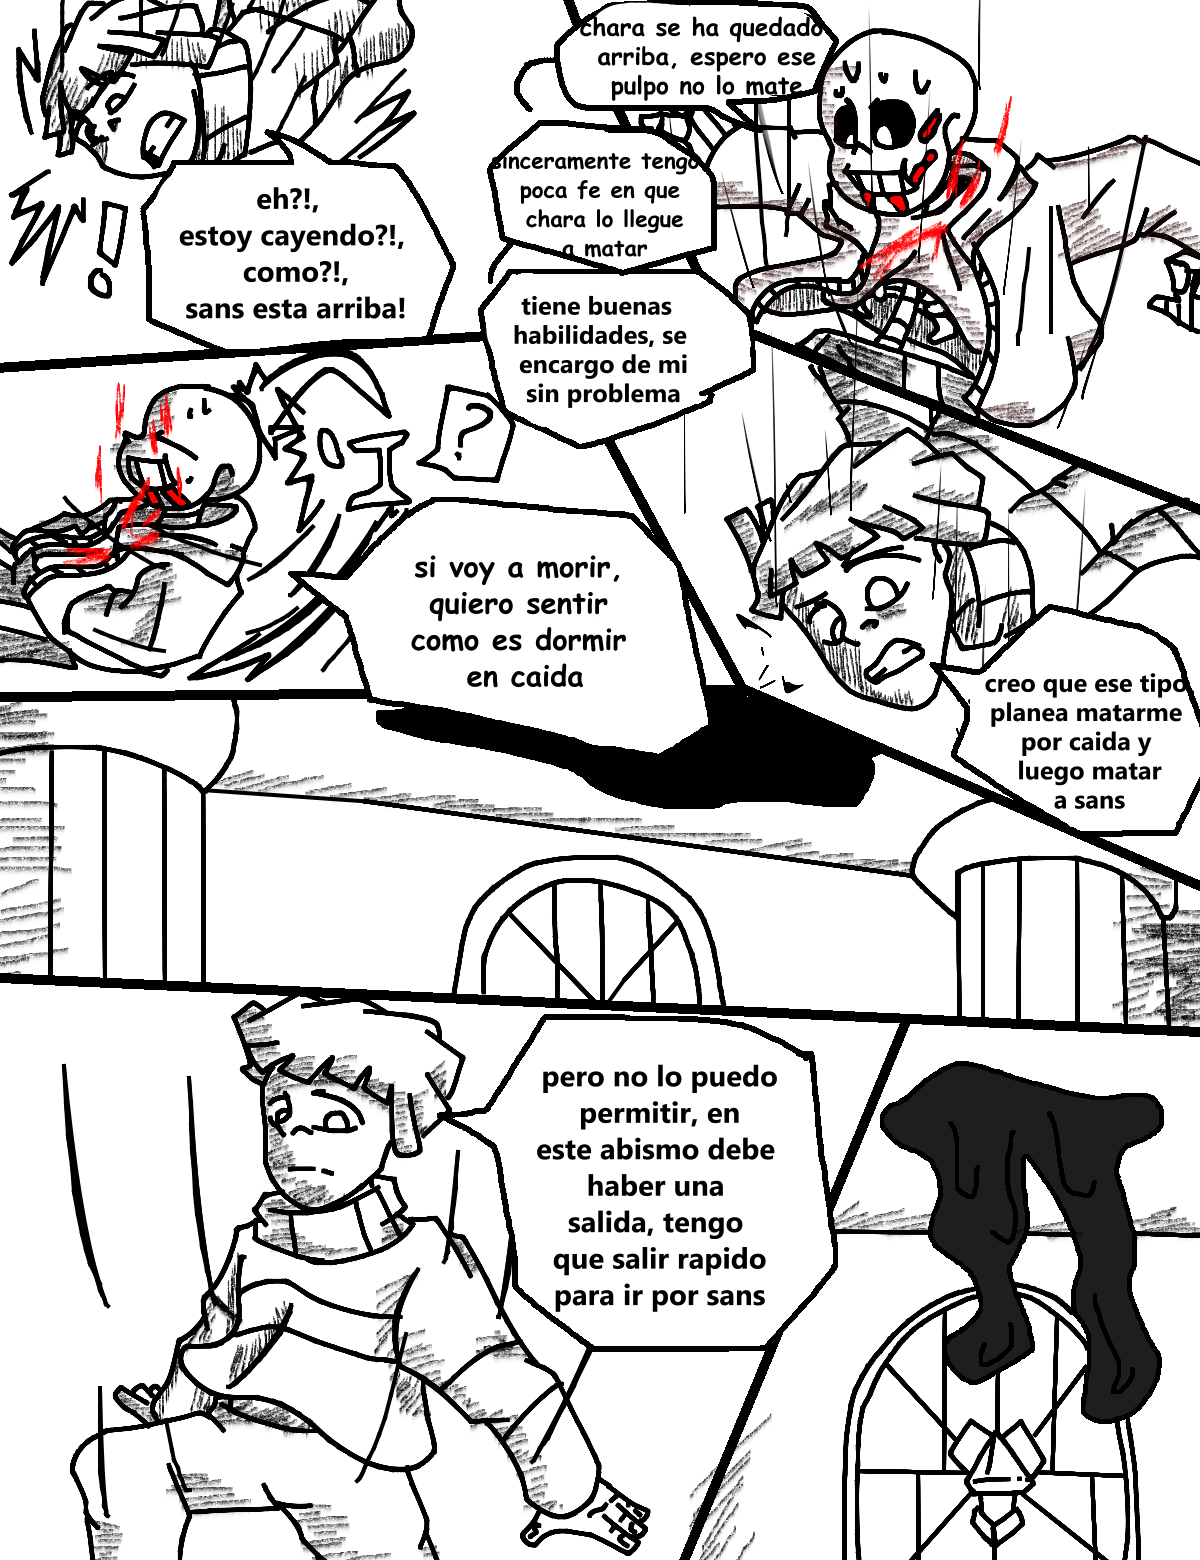 eh?!,
estoy cayendo?!,
como?!,
sans esta arriba!
chara se ha quedado
arriba, espero ese
pulpo no lo mate
sinceramente tengo
poca fe en que
chara lo llegue
a matar
tiene buenas
habilidades, se
encargo de mi
sin problema
?
si voy a morir,
quiero sentir
como es dormir
en caida
creo que ese tipo
planea matarme
por caida y
luego matar
a sans
pero no lo puedo
permitir, en
este abismo debe
haber una
salida, tengo
que salir rapido
para ir por sans